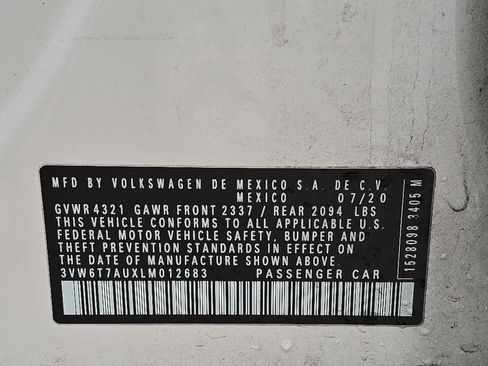 MFD BY VOLKSWAGEN DE MEXICO S.A. DE C.V.
MEXICO 07/20
GVWR 4321 GAWR FRONT 2337 / REAR 2094 LBS
THIS VEHICLE CONFORMS TO ALL APPLICABLE U.S.
FEDERAL MOTOR VEHICLE SAFETY, BUMPER AND
THEFT PREVENTION STANDARDS IN EFFECT ON
THE DATE OF MANUFACTURE SHOWN ABOVE.
3VW6T7AUXLM012683 PASSENGER CAR
1528098 3405 M